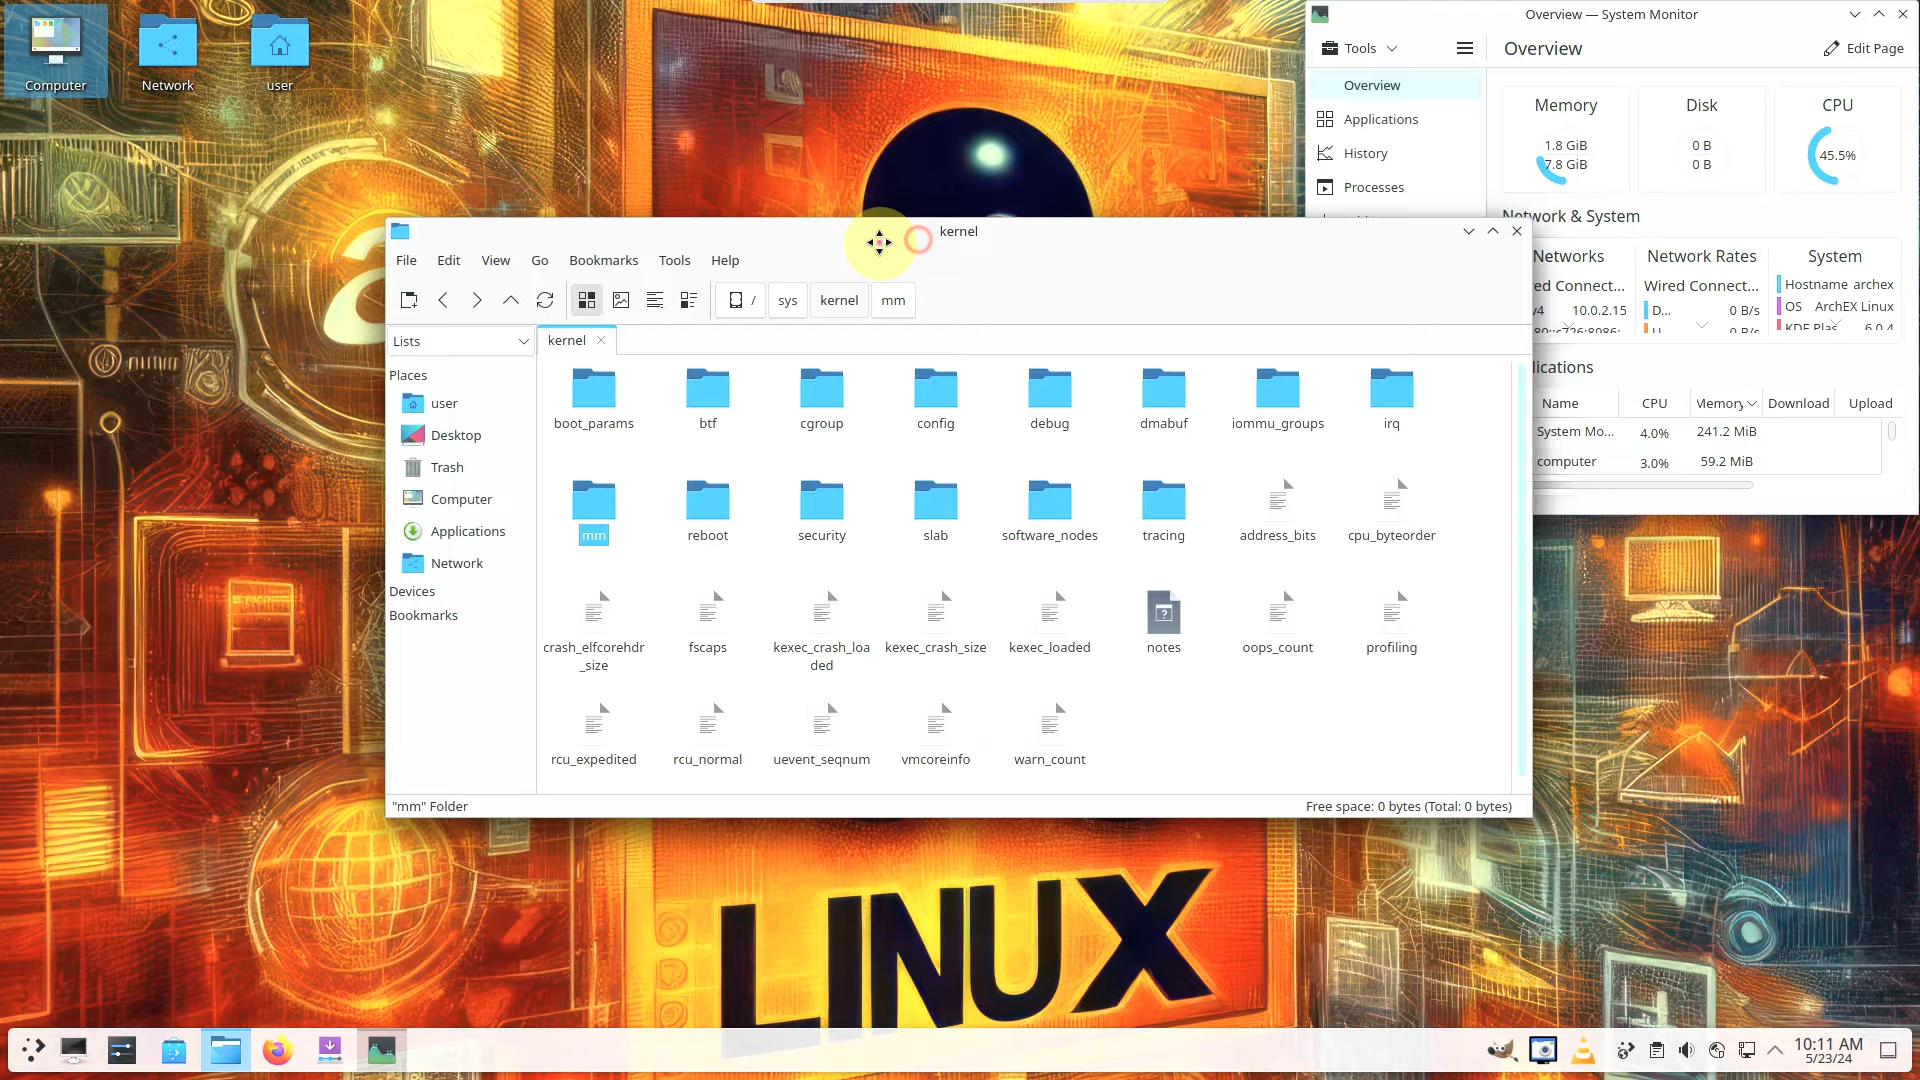 Computer
Network
user
Overview — System Monitor
Tools
Overview
Edit Page
Overview
Applications
History
Processes
Memory
1.8 GiB
7.8 GiB
Disk
0 B
0 B
CPU
45.5%
Network & System
Networks
Network Rates
System
Wired Connect...
Hostname archex
10.0.2.15
D...
0 B/s
OS ArchEX Linux
0 B/s
KDE Plas
6.0.4
Name
CPU
Memory
Download
Upload
System Mo...
4.0%
241.2 MiB
computer
3.0%
59.2 MiB
kernel
File
Edit
View
Go
Bookmarks
Tools
Help
/
sys
kernel
mm
Lists
kernel
Places
user
Desktop
Trash
Computer
Applications
Network
Devices
Bookmarks
boot_params
btf
cgroup
config
debug
dmabuf
iommu_groups
irq
mm
reboot
security
slab
software_nodes
tracing
address_bits
cpu_byteorder
crash_elfcorehdr
_size
fscaps
kexec_crash_loa
ded
kexec_crash_size
kexec_loaded
notes
oops_count
profiling
rcu_expedited
rcu_normal
uevent_seqnum
vmcoreinfo
warn_count
"mm" Folder
Free space: 0 bytes (Total: 0 bytes)
LINUX
10:11 AM
5/23/24